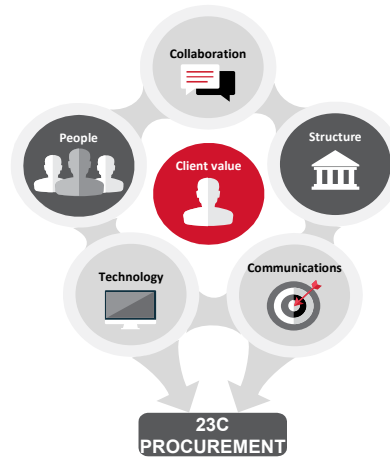 Collaboration
People
Structure
Client value
Technology
Communications
23C
PROCUREMENT